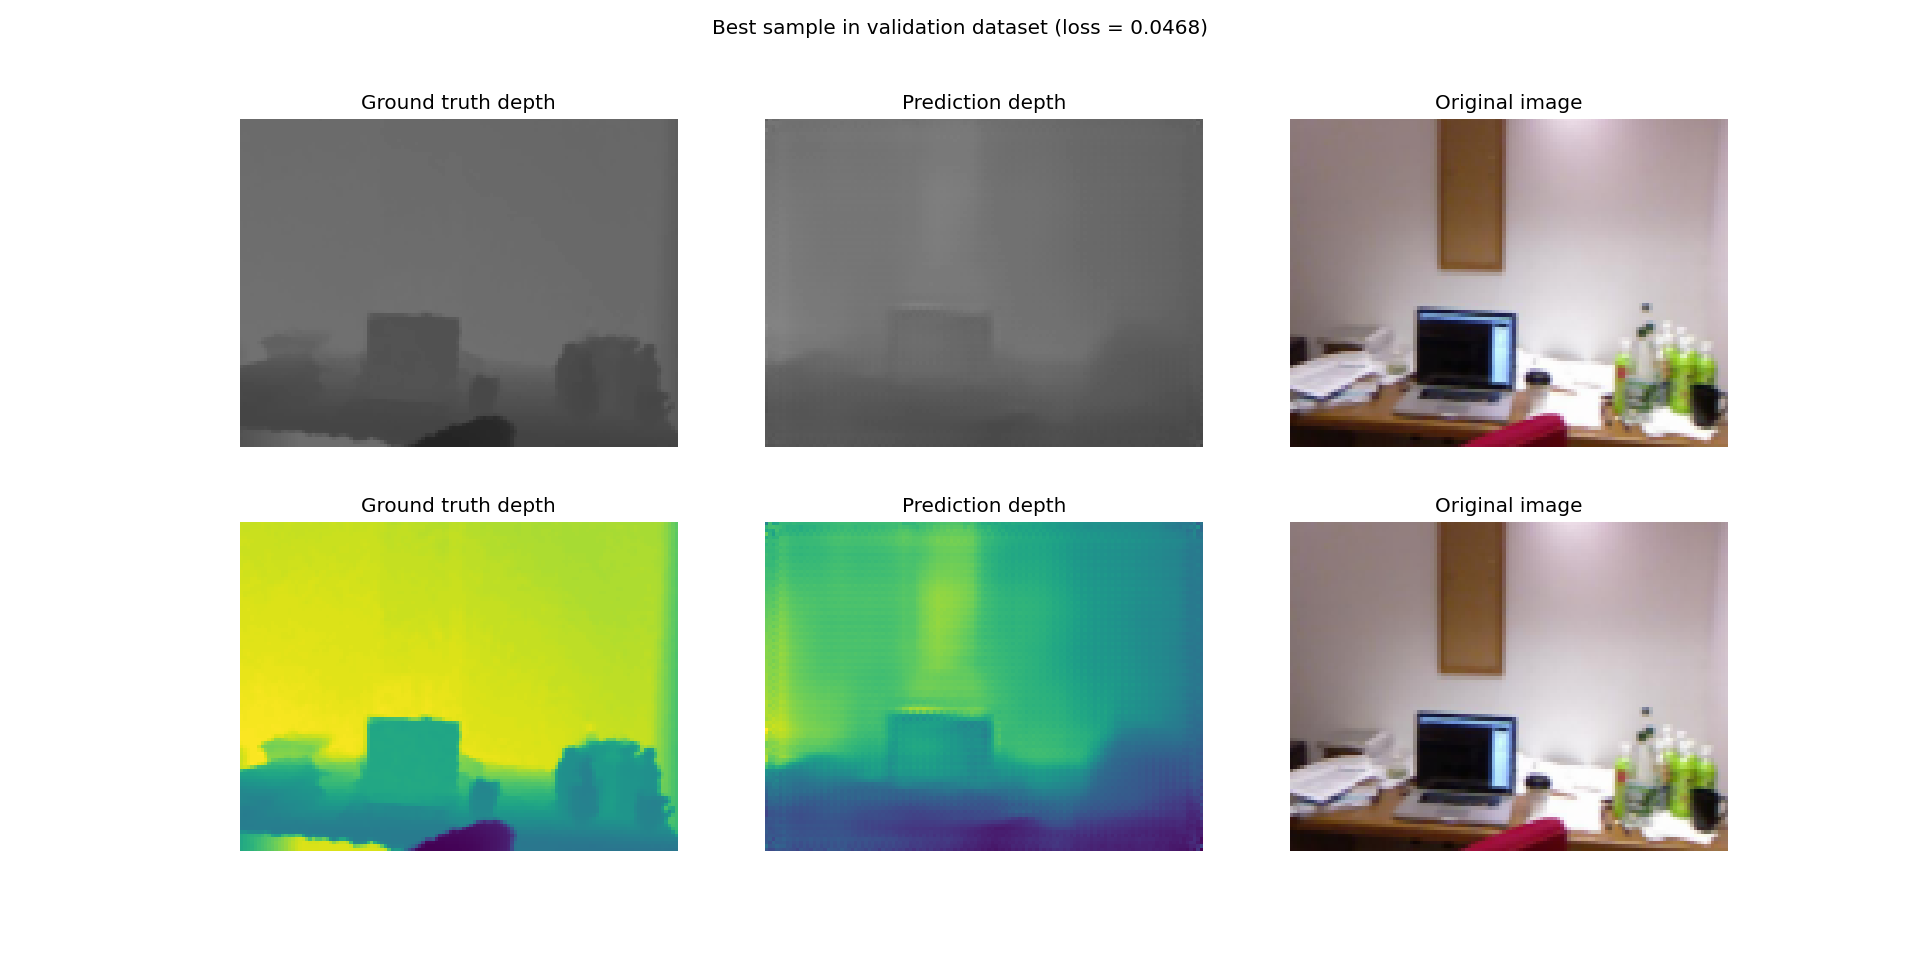 Best sample in validation dataset (loss = 0.0468)
Ground truth depth
Prediction depth
Original image
Ground truth depth
Prediction depth
Original image